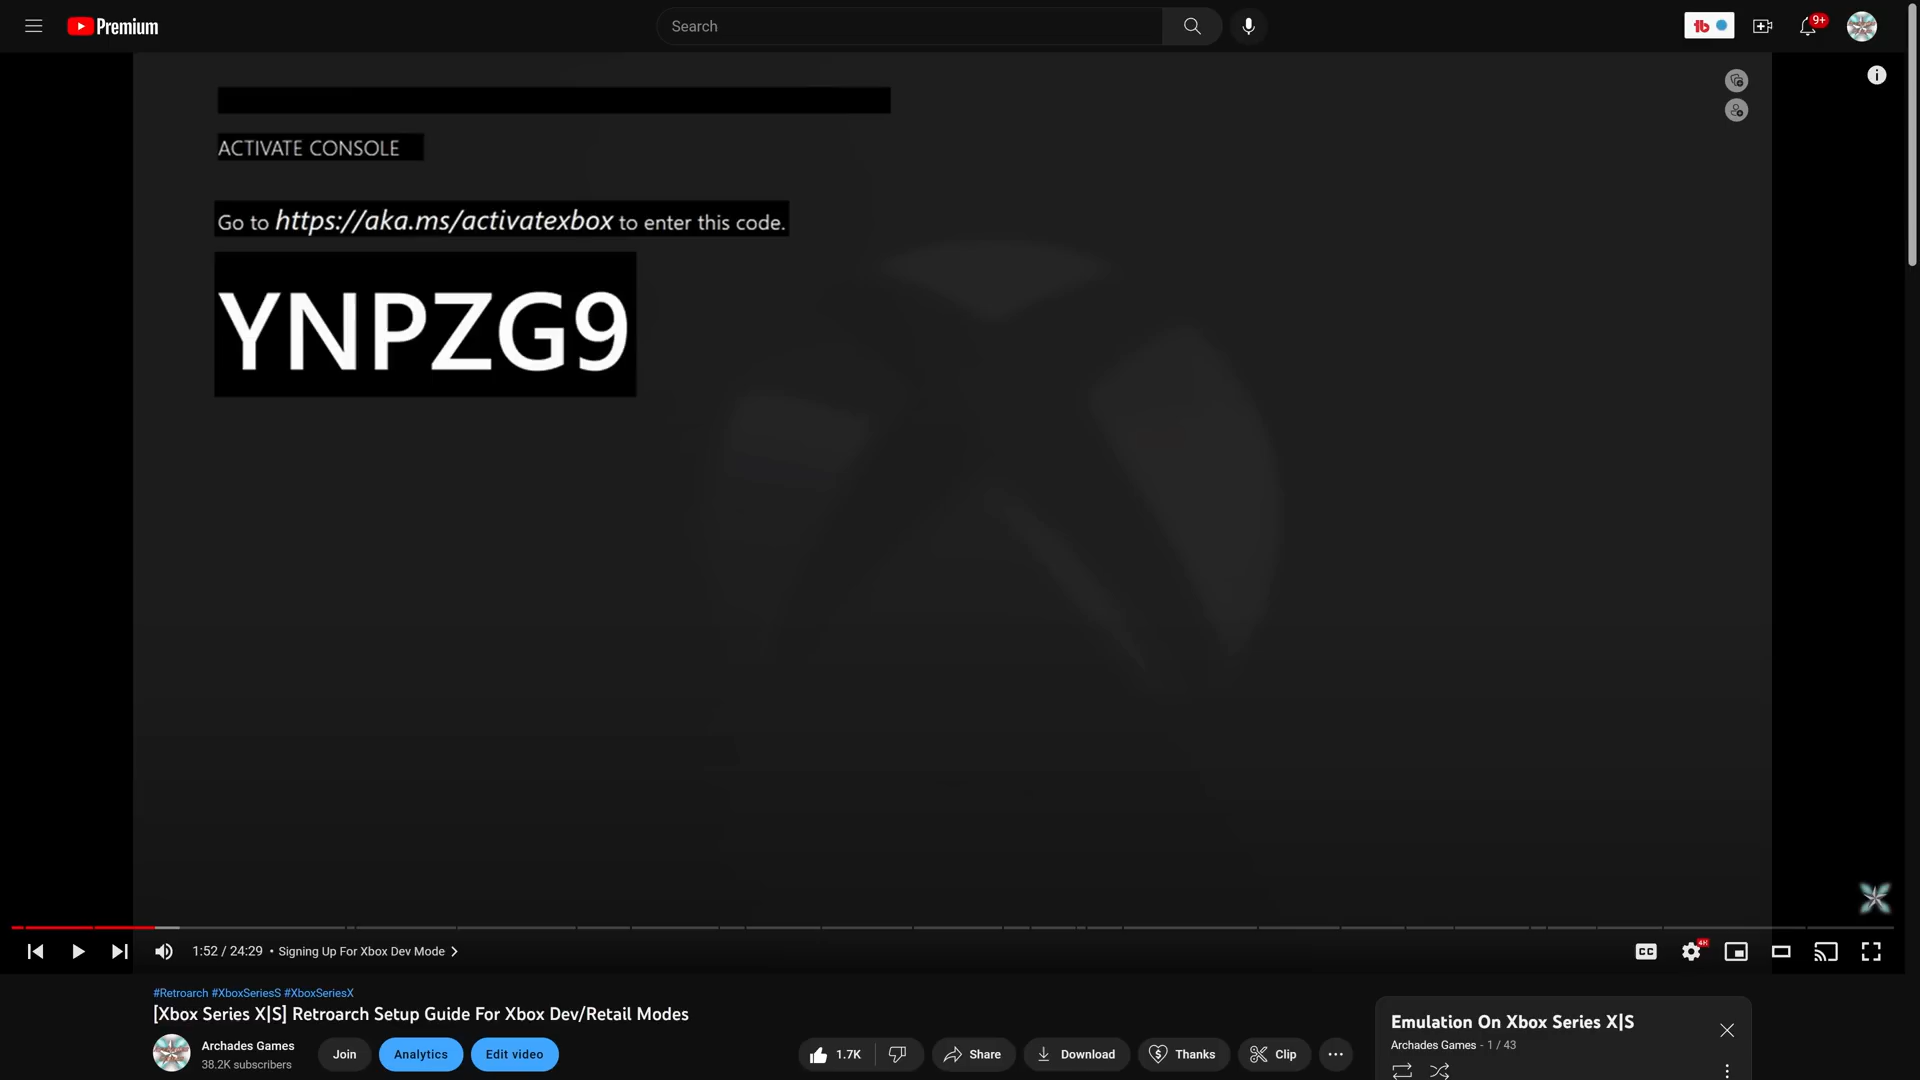 Premium
Search
9+
ACTIVATE CONSOLE
Go to https://aka.ms/activatexbox to enter this code.
YNPZG9
1:52 / 24:29 • Signing Up For Xbox Dev Mode
CC
4K
#Retroarch #XboxSeriesS #XboxSeriesX
[Xbox Series X|S] Retroarch Setup Guide For Xbox Dev/Retail Modes
Archades Games
38.2K subscribers
Join
Analytics
Edit video
1.7K
Share
Download
Thanks
Clip
Emulation On Xbox Series X|S
Archades Games - 1 / 43